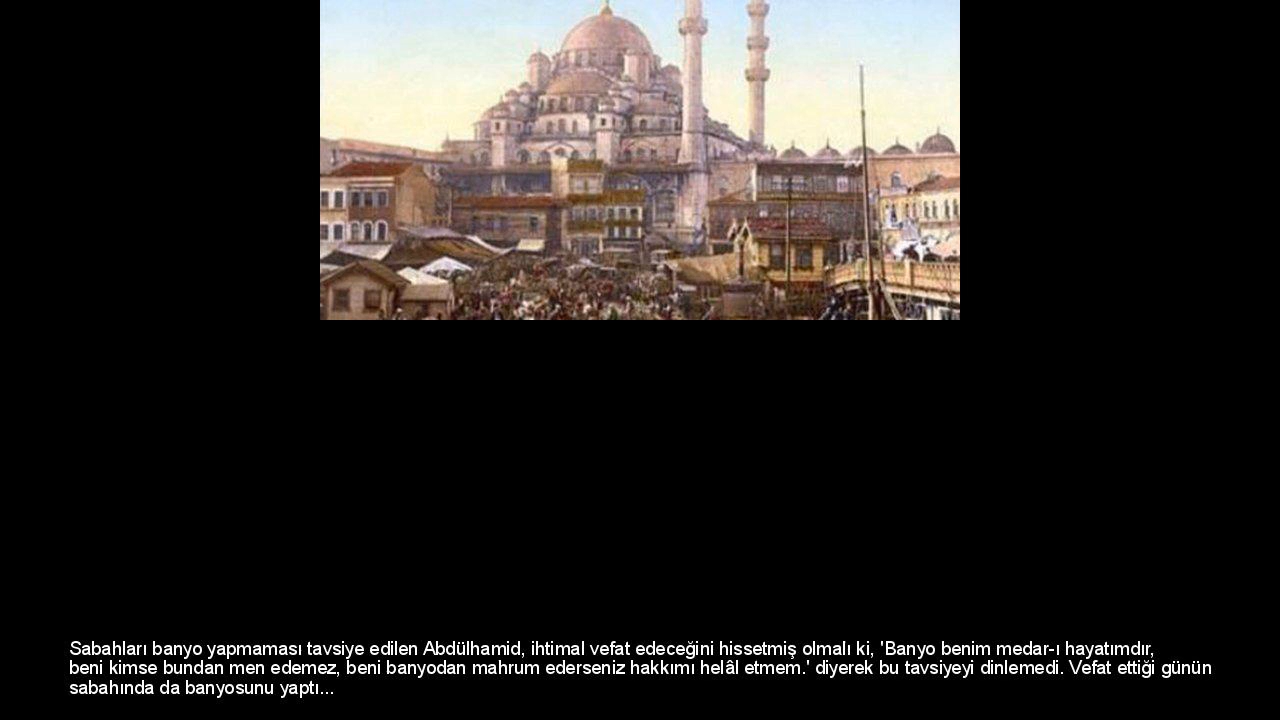 Sabahları banyo yapmaması tavsiye edilen Abdülhamid, ihtimal vefat edeceğini hissetmiş olmalı ki, 'Banyo benim medar-ı hayatımdır,
beni kimse bundan men edemez, beni banyodan mahrum ederseniz hakkımı helâl etmem.' diyerek bu tavsiyeyi dinlemedi. Vefat ettiği günün
sabahında da banyosunu yaptı...